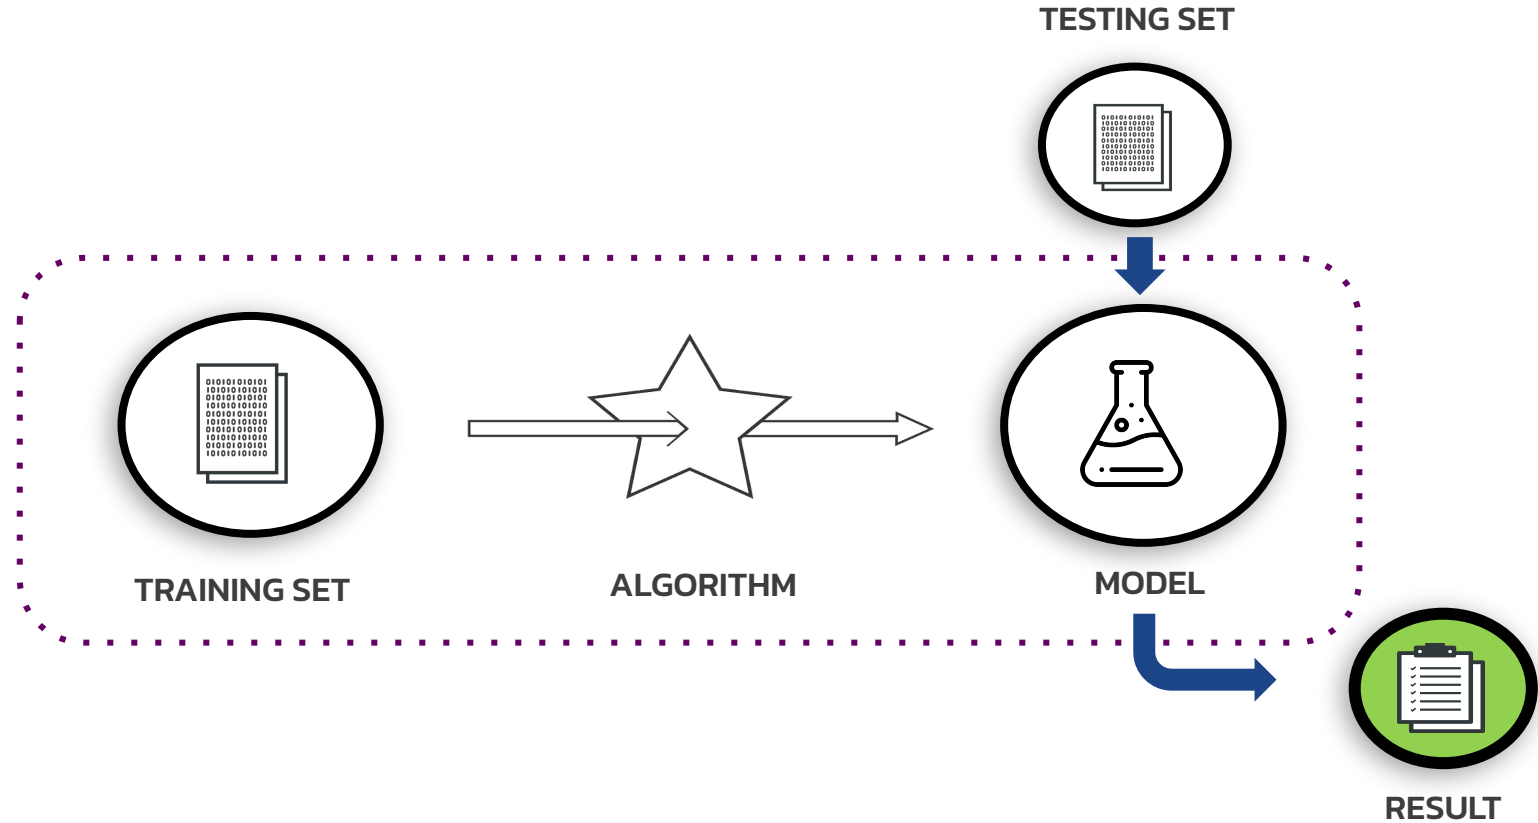 TESTING SET
TRAINING SET
ALGORITHM
MODEL
RESULT